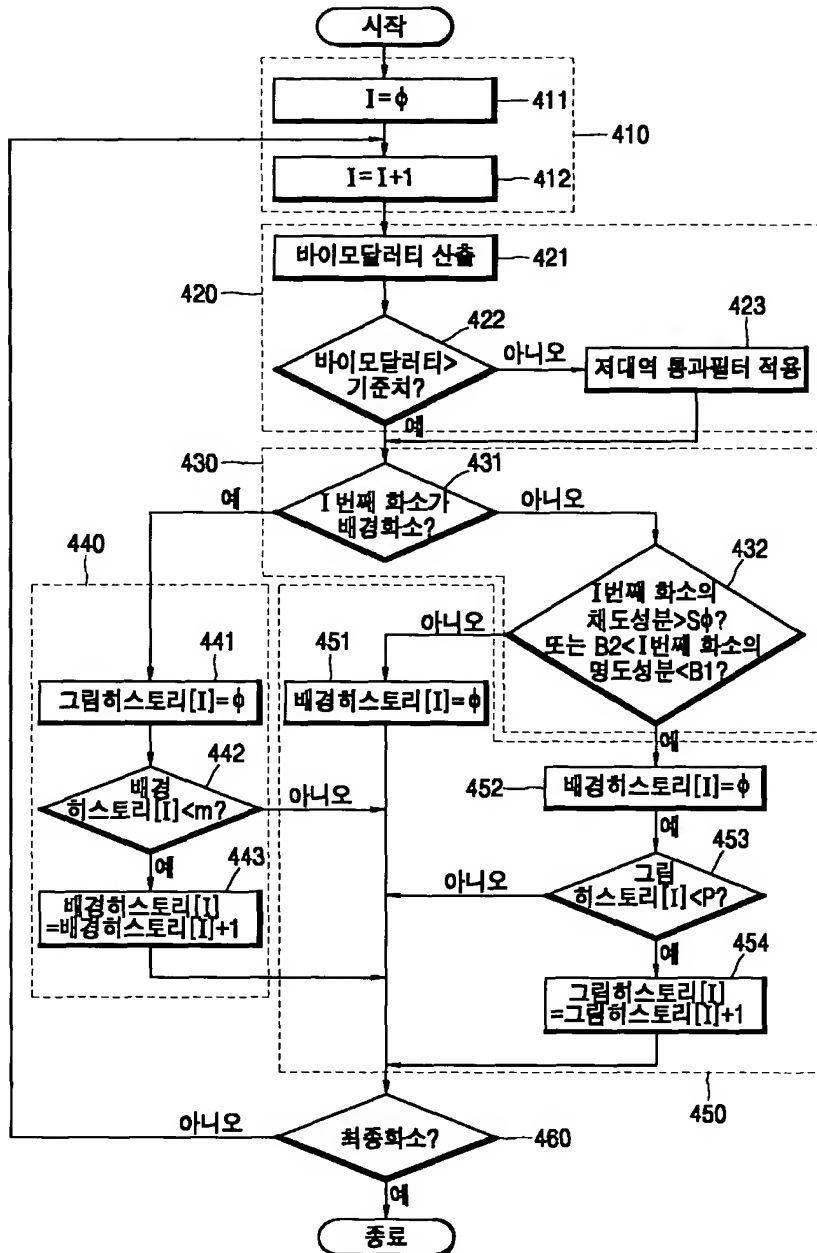 시작
I=ϕ
411
410
I=I+1
412
바이모달러티 산출
421
420
422
423
바이모달러티>
기준치?
아니오
저대역 통과필터 적용
예
430
431
I번째 화소가
배경화소?
예
아니오
432
I번째 화소의
채도성분>Sϕ?
또는 B2<I번째 화소의
명도성분<B1?
아니오
예
440
441
그림히스토리[I]=ϕ
451
배경히스토리[I]=ϕ
442
배경
히스토리[I]<m?
아니오
452
배경히스토리[I]=ϕ
예
예
453
그림
히스토리[I]<P?
아니오
443
배경히스토리[I]
=배경히스토리[I]+1
예
454
그림히스토리[I]
=그림히스토리[I]+1
450
최종화소?
460
아니오
예
종료